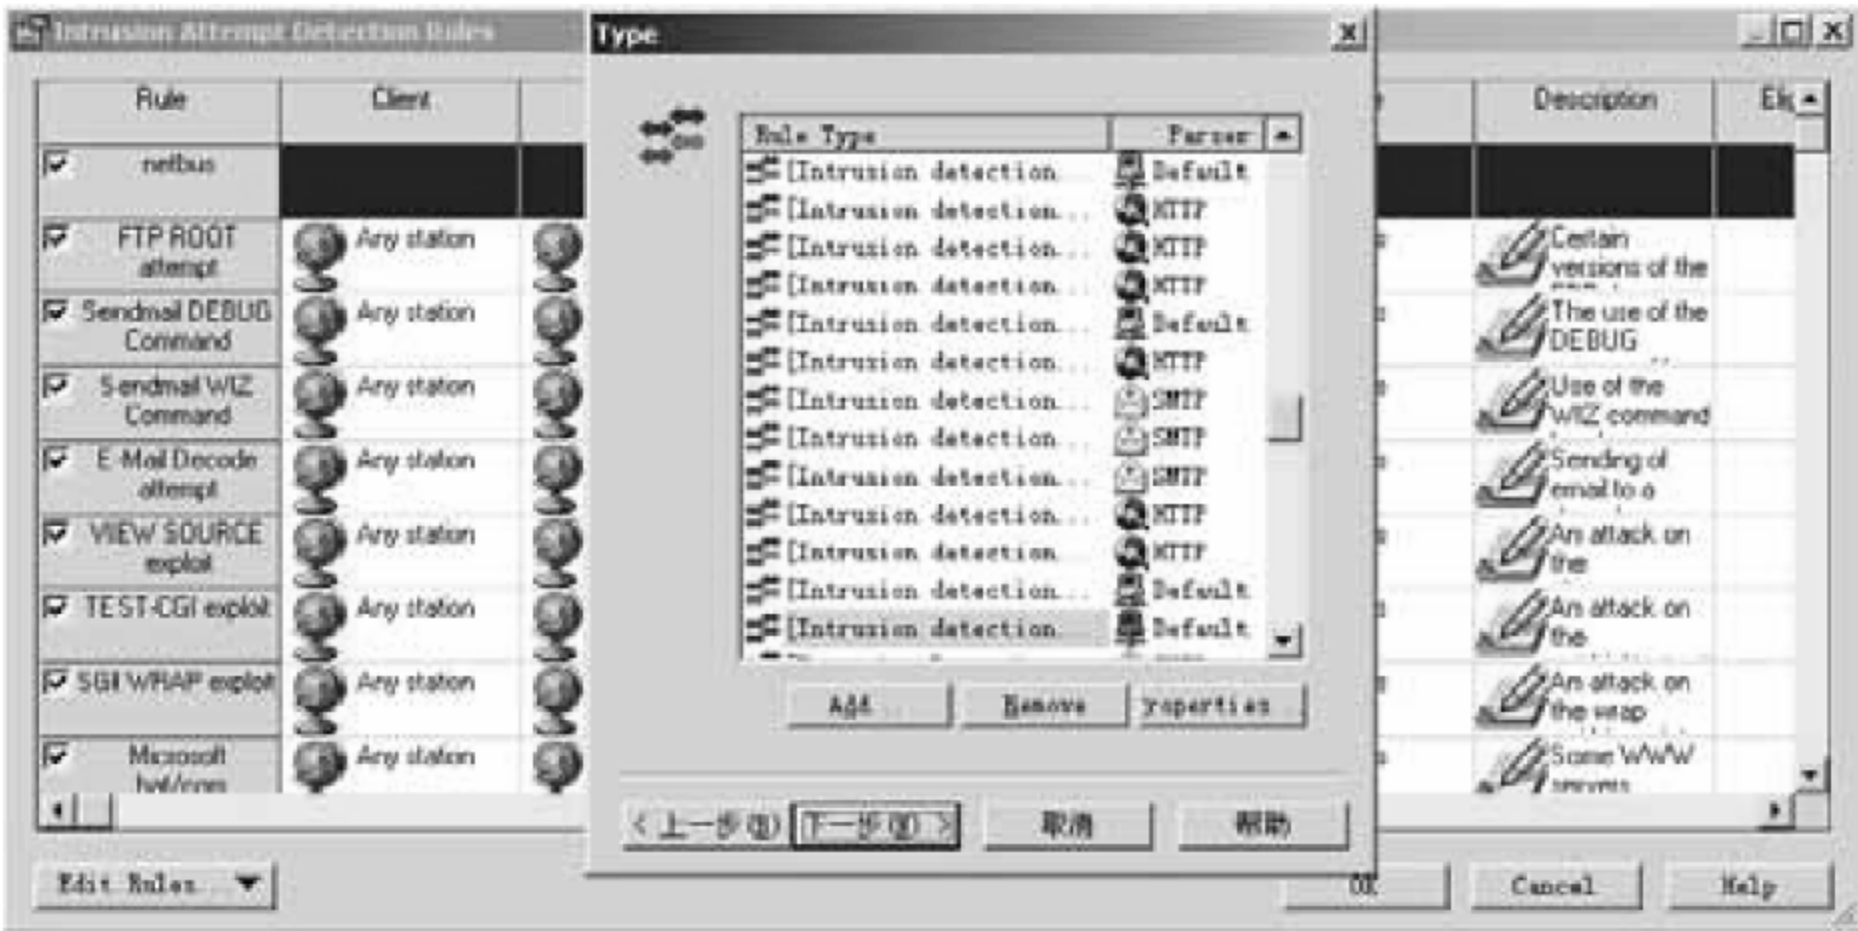 Intrusion Attempt Detection Rules
Rule
Client
Description
netbus
FTP ROOT
attempt
Any station
Certain
versions of the
Sendmail DEBUG
Command
Any station
The use of the
DEBUG
Sendmail WIZ
Command
Any station
Use of the
WIZ command
E-Mail Decode
attempt
Any station
Sending of
email to a
VIEW SOURCE
exploit
Any station
An attack on
the
TEST-CGI exploit
Any station
An attack on
the
SGI WRAP exploit
Any station
An attack on
the wrap
Microsoft
Any station
Some WWW
servers
Edit Rules
OK
Cancel
Help
Type
Rule Type
Parser
[Intrusion detection
Default
[Intrusion detection...
HTTP
[Intrusion detection...
HTTP
[Intrusion detection...
HTTP
[Intrusion detection...
Default
[Intrusion detection...
HTTP
[Intrusion detection...
SMTP
[Intrusion detection...
SMTP
[Intrusion detection...
SMTP
[Intrusion detection...
HTTP
[Intrusion detection
HTTP
[Intrusion detection
Default
[Intrusion detection
Default
Add...
Remove
roperties
< 上一步(B)
下一步(N) >
取消
帮助